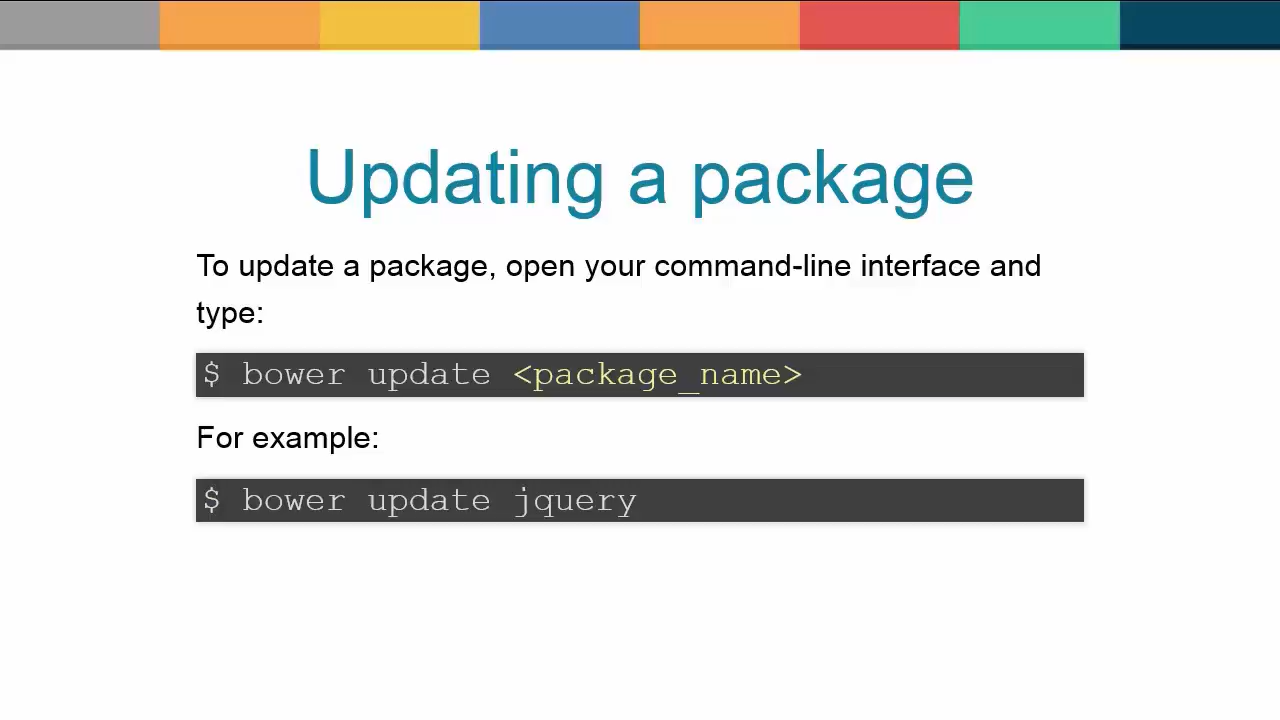 Updating a package
To update a package, open your command-line interface and
type:
$ bower update <package_name>
For example:
$ bower update jquery